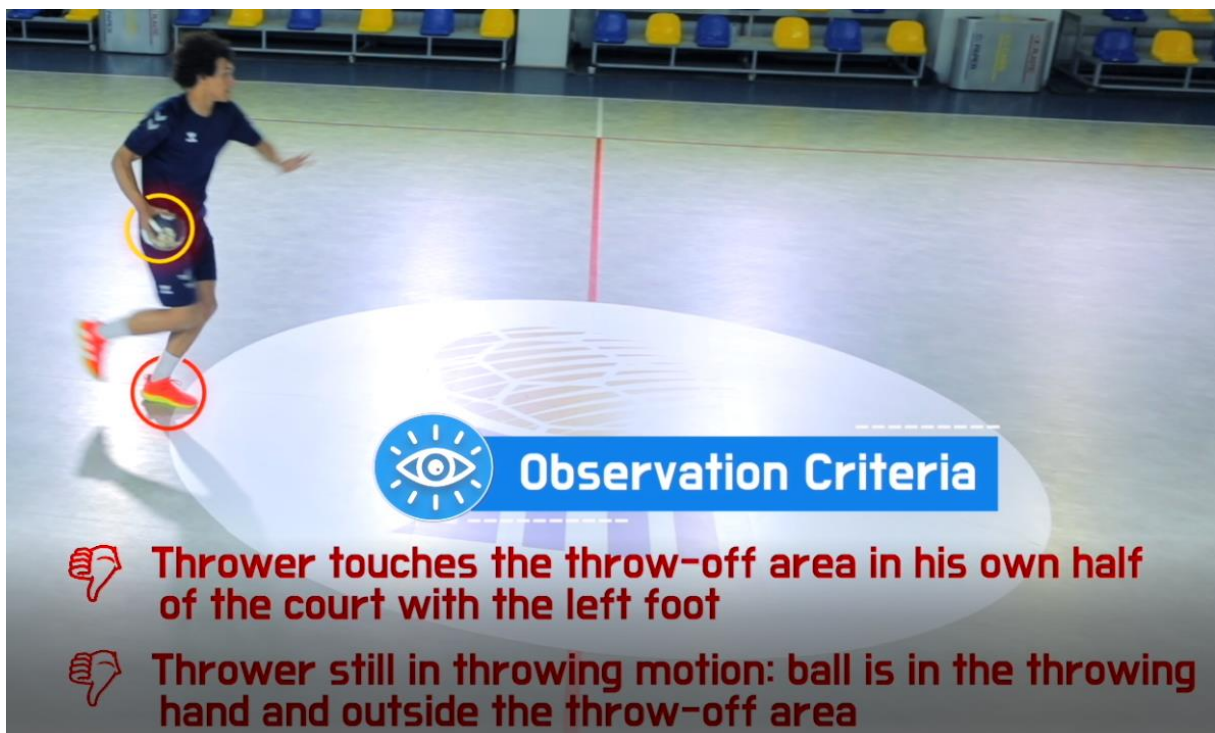 Observation Criteria
Thrower touches the throw-off area in his own half
of the court with the left foot
Thrower still in throwing motion: ball is in the throwing
hand and outside the throw-off area